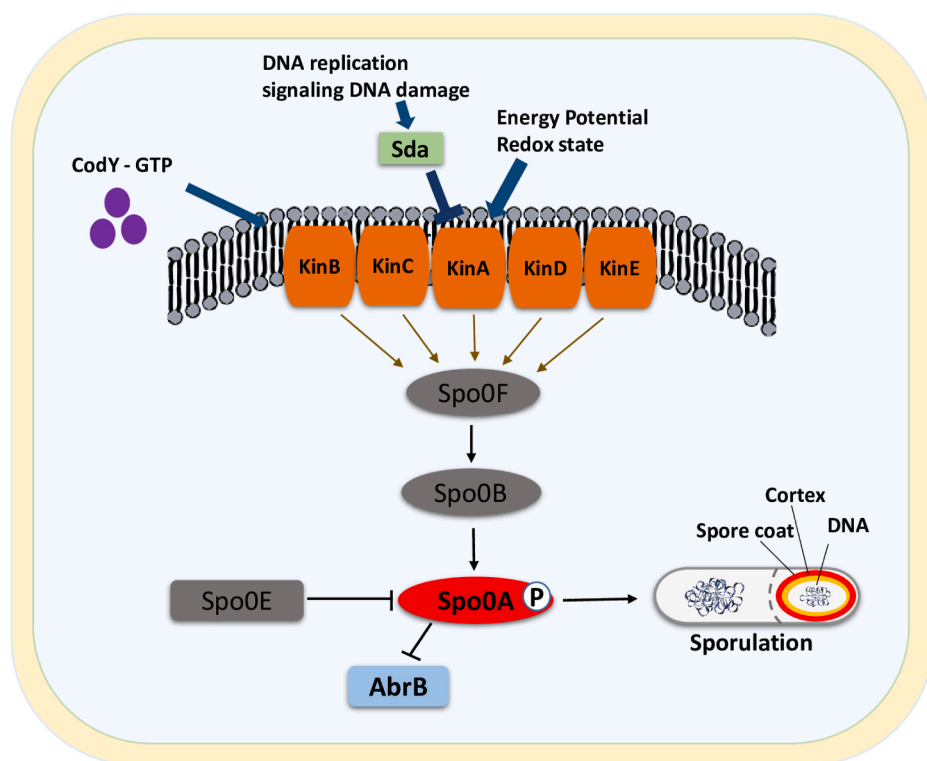 DNA replication
signaling DNA damage
Energy Potential
Redox state
Sda
CodY - GTP
KinB
KinC
KinA
KinD
KinE
Spo0F
Spo0B
Cortex
Spore coat
DNA
Spo0E
Spo0A
P
Sporulation
AbrB